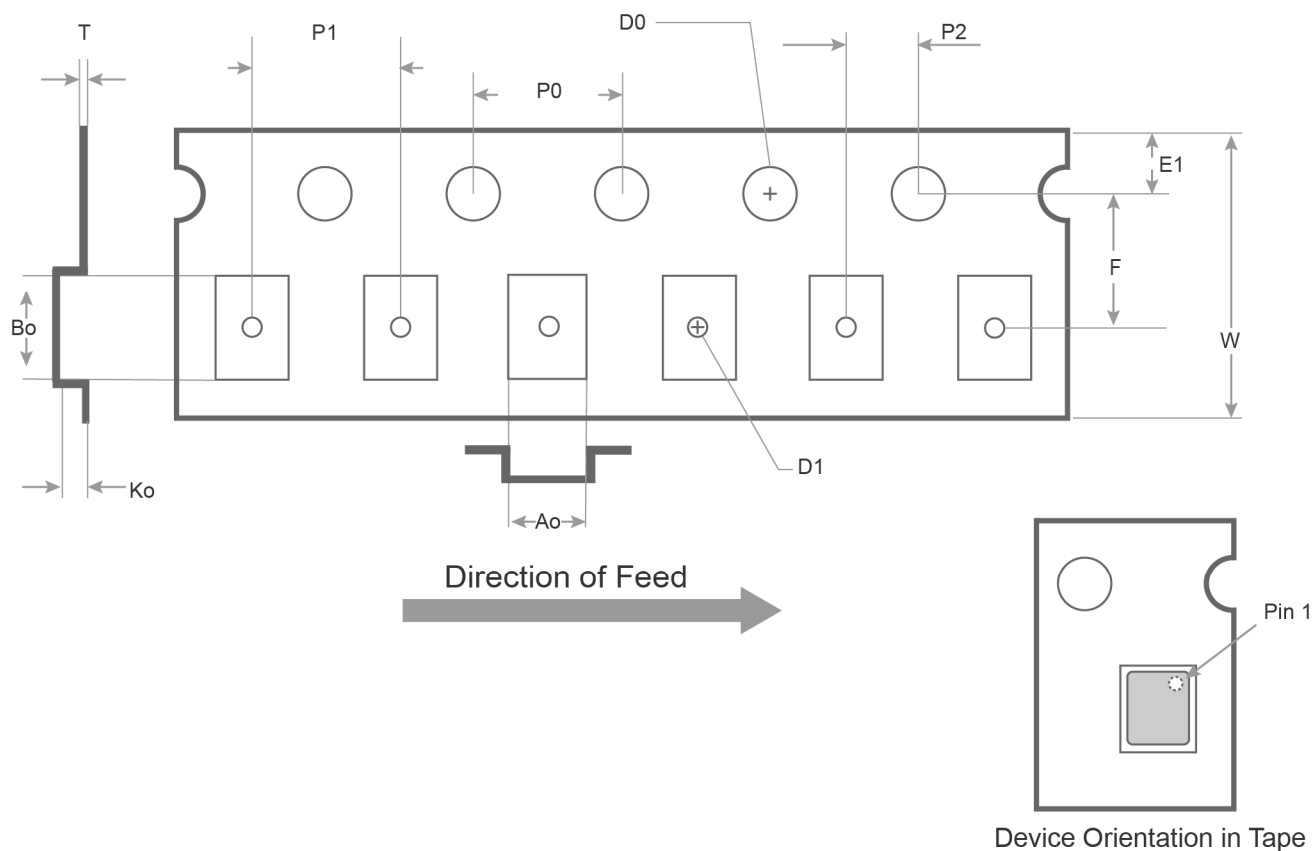 T
P1
D0
P2
P0
E1
F
Bo
W
D1
Ko
Ao
Direction of Feed
Pin 1
Device Orientation in Tape